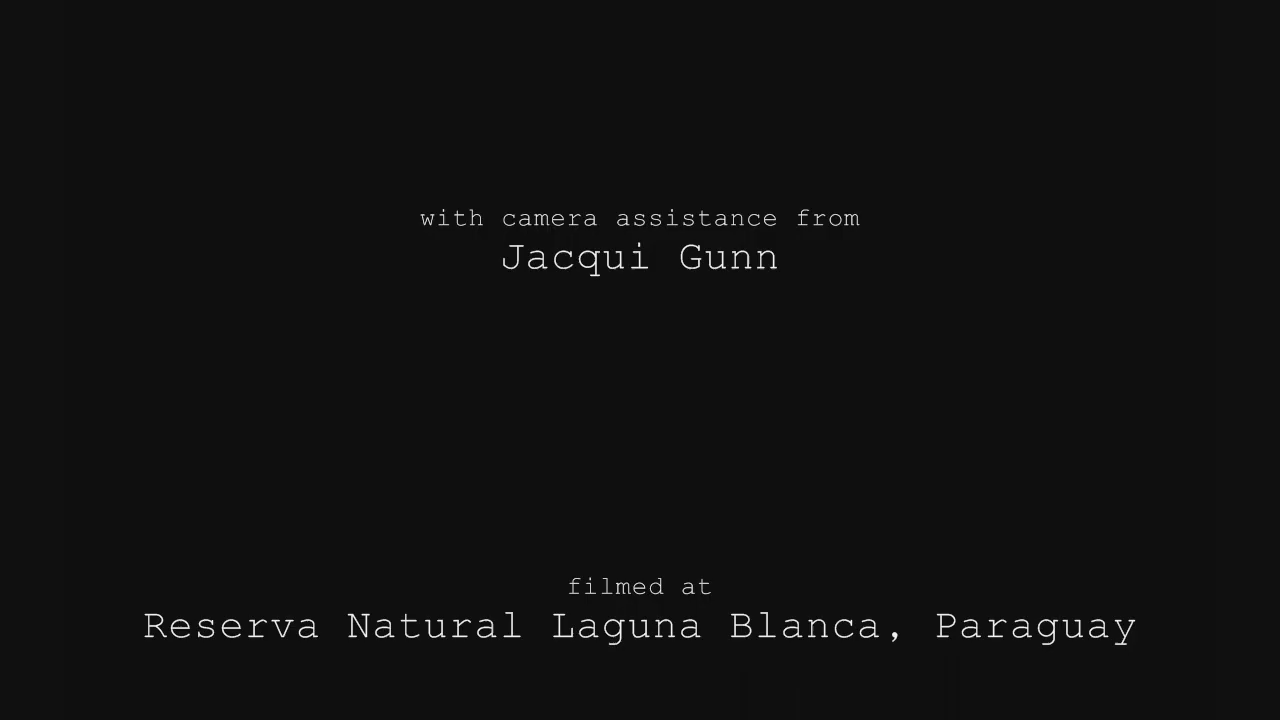 with camera assistance from
Jacqui Gunn
filmed at
Reserva Natural Laguna Blanca, Paraguay